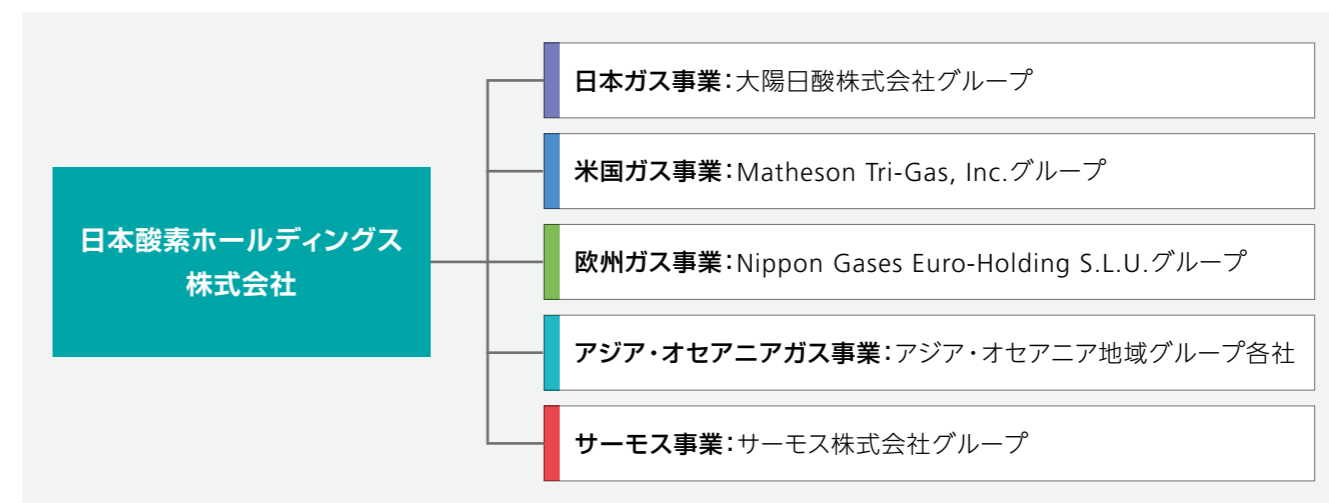 日本酸素ホールディングス
株式会社
日本ガス事業：大陽日酸株式会社グループ
米国ガス事業：Matheson Tri-Gas, Inc.グループ
欧州ガス事業：Nippon Gases Euro-Holding S.L.U.グループ
アジア・オセアニアガス事業：アジア・オセアニア地域グループ各社
サーモス事業：サーモス株式会社グループ